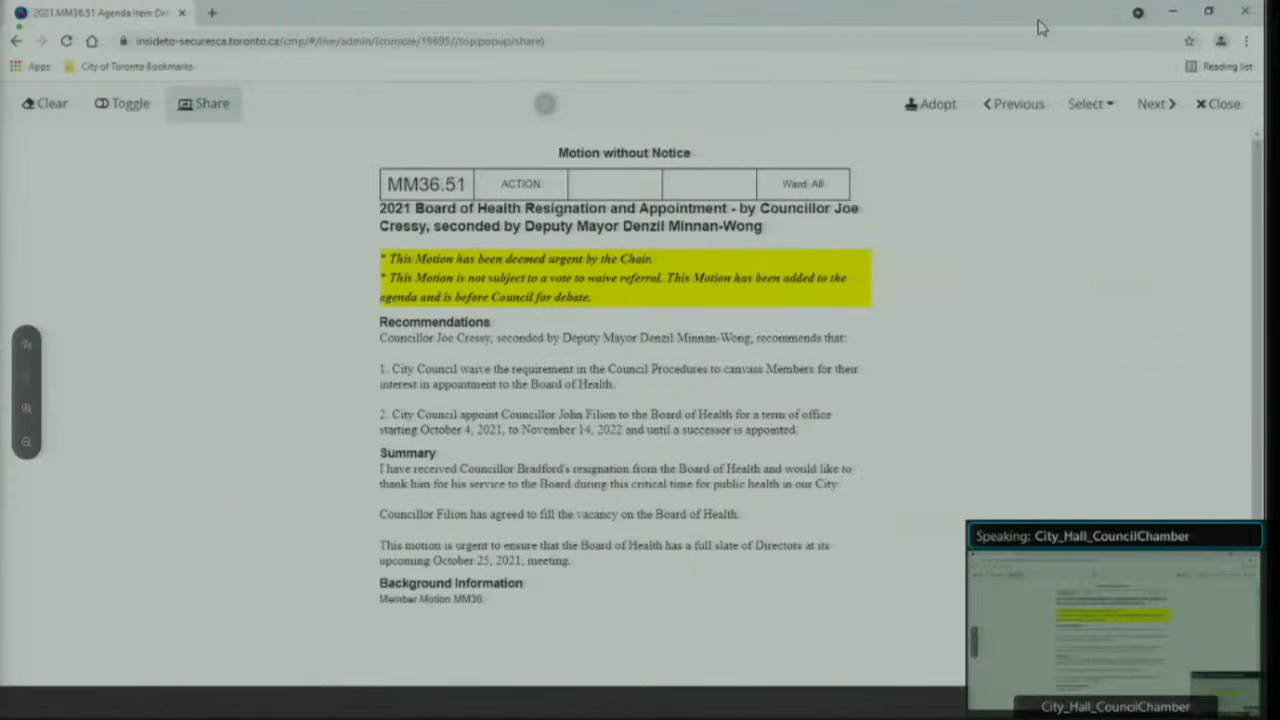 2021.MM36.51 Agenda Item De
insideto-securesca.toronto.ca/cmp/#/live/admin/(console/19695//top:popup/share)
Apps City of Toronto Bookmarks Reading list
Clear Toggle Share Adopt Previous Select Next Close
Motion without Notice
MM36.51 ACTION Ward: All
2021 Board of Health Resignation and Appointment - by Councillor Joe
Cressy, seconded by Deputy Mayor Denzil Minnan-Wong
* This Motion has been deemed urgent by the Chair.
* This Motion is not subject to a vote to waive referral. This Motion has been added to the
agenda and is before Council for debate.
Recommendations
Councillor Joe Cressy, seconded by Deputy Mayor Denzil Minnan-Wong, recommends that:
1. City Council waive the requirement in the Council Procedures to canvass Members for their
interest in appointment to the Board of Health.
2. City Council appoint Councillor John Filion to the Board of Health for a term of office
starting October 4, 2021, to November 14, 2022 and until a successor is appointed.
Summary
I have received Councillor Bradford's resignation from the Board of Health and would like to
thank him for his service to the Board during this critical time for public health in our City.
Councillor Filion has agreed to fill the vacancy on the Board of Health.
This motion is urgent to ensure that the Board of Health has a full slate of Directors at its
upcoming October 25, 2021, meeting.
Background Information
Member Motion MM36.
Speaking: City_Hall_CouncilChamber
City_Hall_CouncilChamber